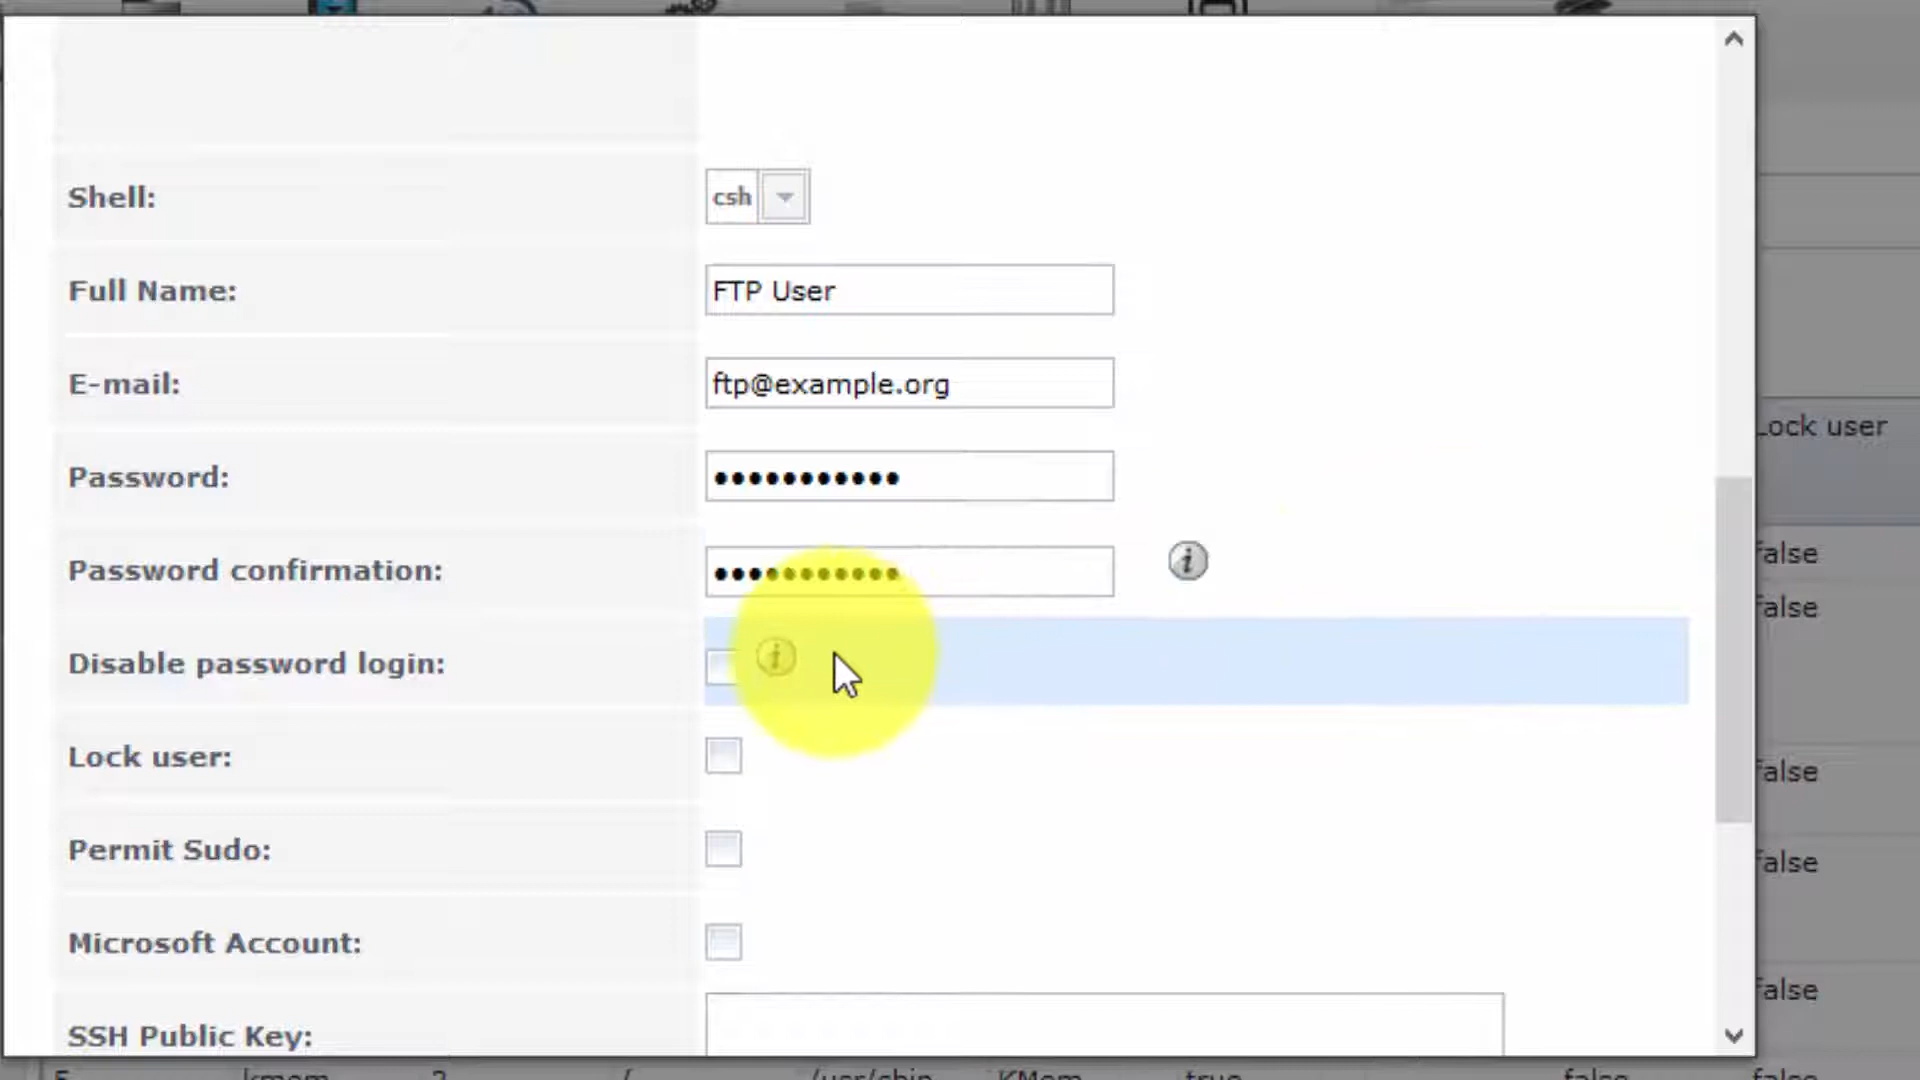 Shell: csh
Full Name: FTP User
E-mail: ftp@example.org
Lock user
Password: •••••••••••
false
Password confirmation: •••••••••••
false
Disable password login:
Lock user:
false
Permit Sudo:
false
Microsoft Account:
false
SSH Public Key: